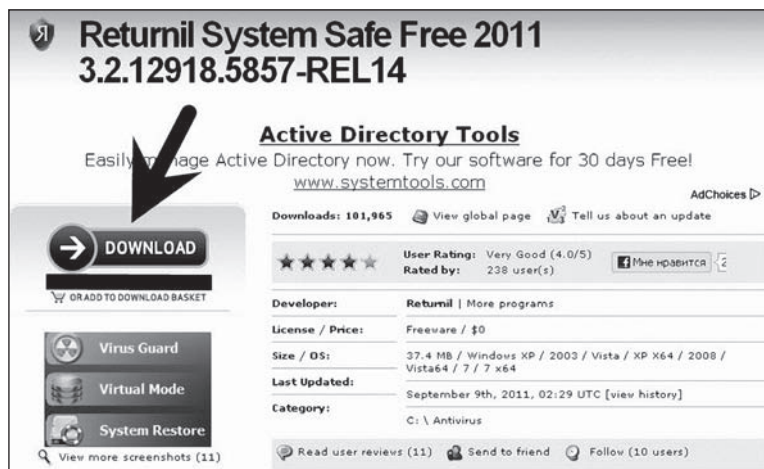 Returnil System Safe Free 2011
3.2.12918.5857-REL14
Active Directory Tools
Easily manage Active Directory now. Try our software for 30 days Free!
www.systemtools.com
AdChoices
Downloads: 101,965 View global page Tell us about an update
DOWNLOAD
OR ADD TO DOWNLOAD BASKET
User Rating: Very Good (4.0/5)
Rated by: 238 user(s)
Мне нравится 2
Developer: Returnil | More programs
License / Price: Freeware / $0
Size / OS: 37.4 MB / Windows XP / 2003 / Vista / XP X64 / 2008 /
Vista64 / 7 / 7 x64
Last Updated: September 9th, 2011, 02:29 UTC [view history]
Category: C: \ Antivirus
Virus Guard
Virtual Mode
System Restore
View more screenshots (11)
Read user reviews (11) Send to friend Follow (10 users)